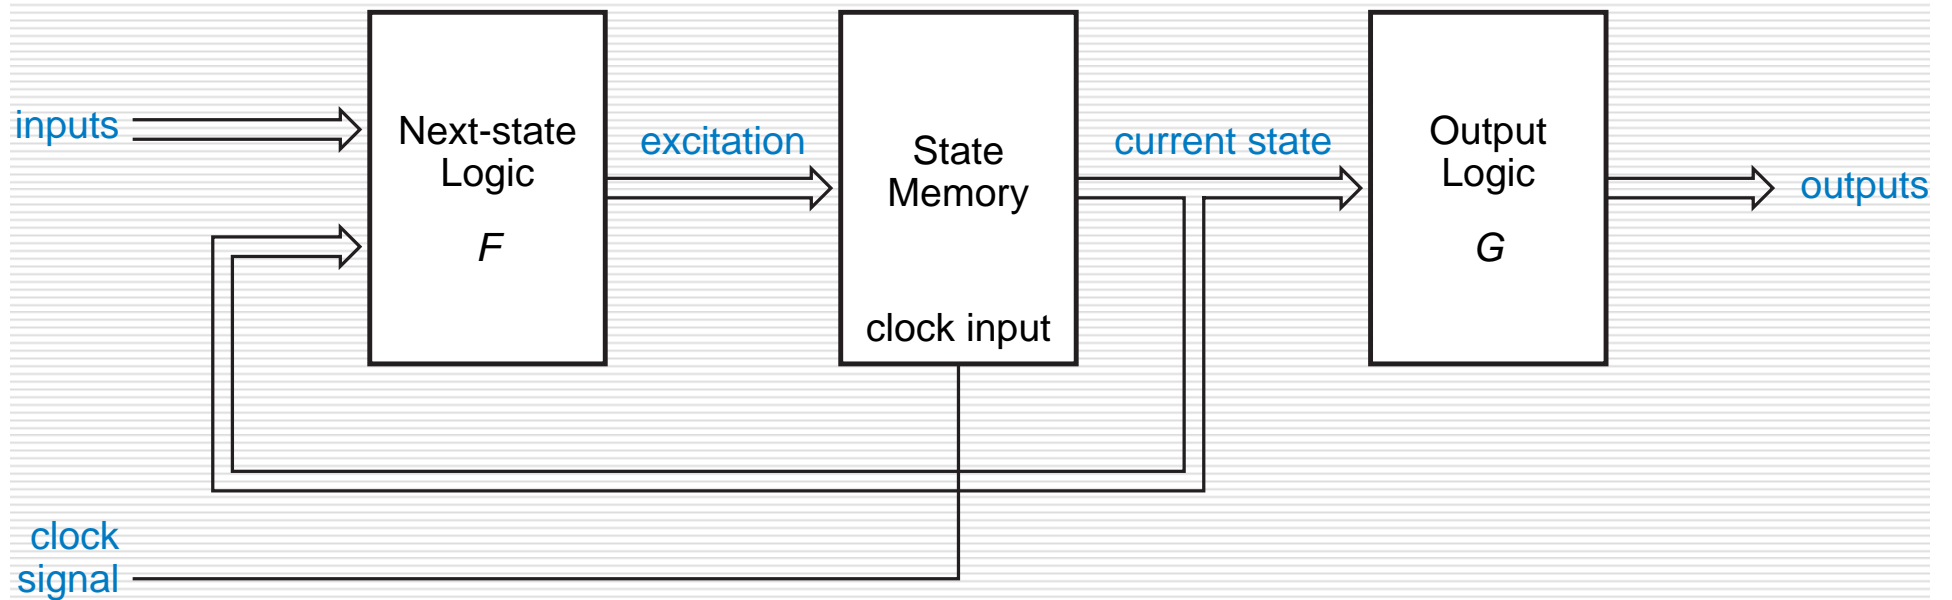 inputs
Next-state
Logic
F
excitation
State
Memory
clock input
current state
Output
Logic
G
outputs
clock
signal